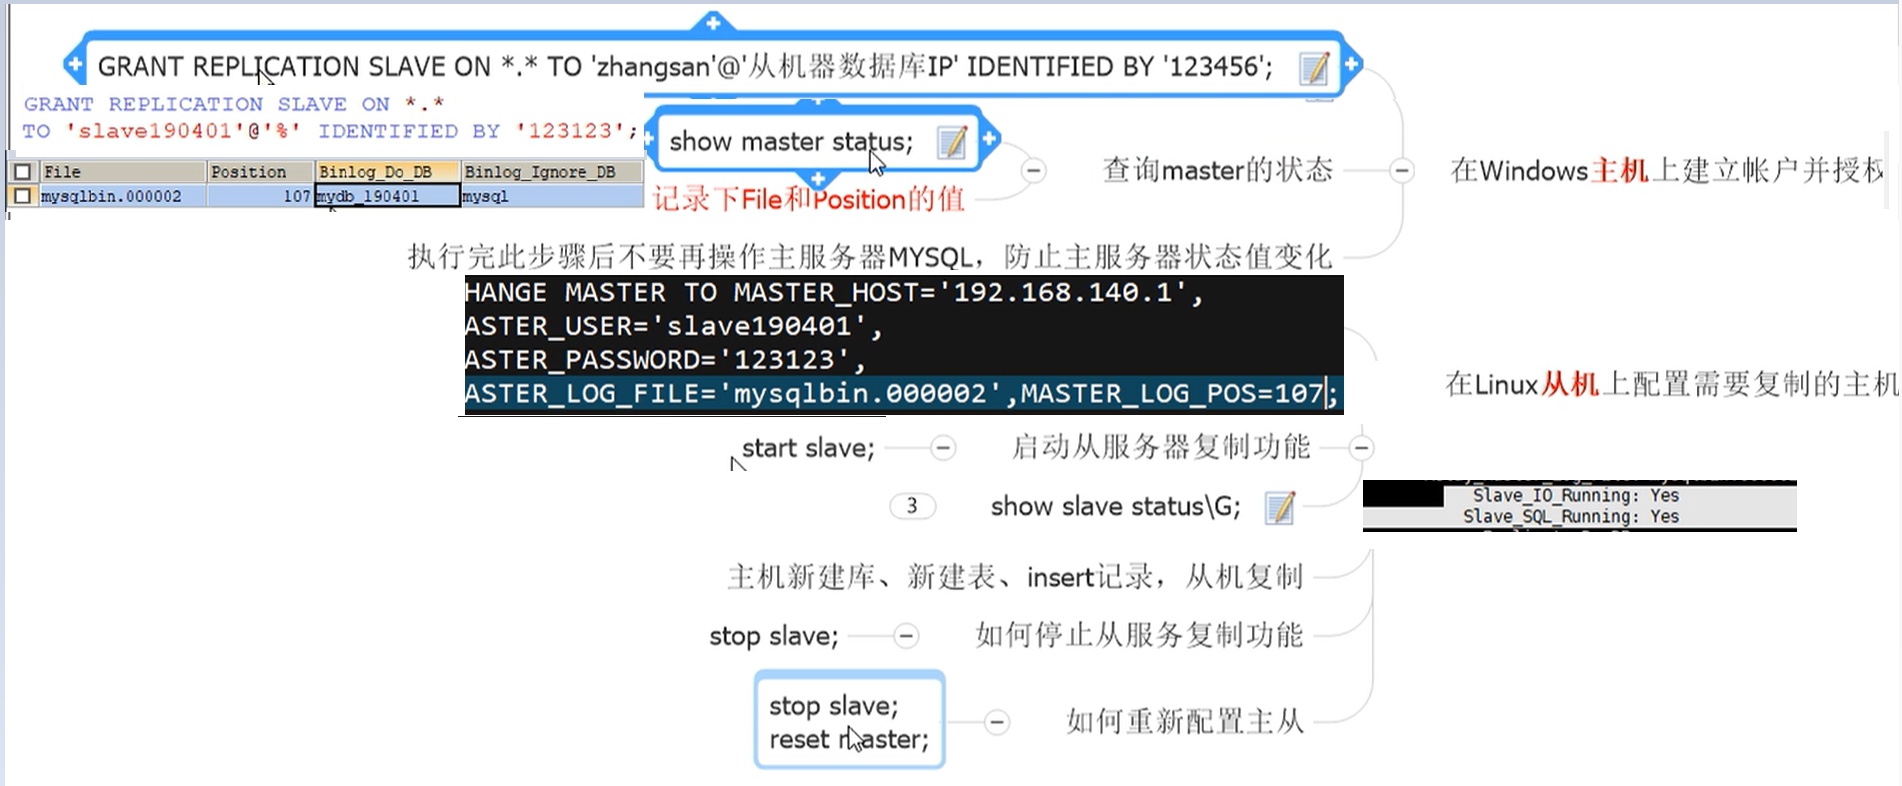 GRANT REPLICATION SLAVE ON *.* TO 'zhangsan'@'从机器数据库IP' IDENTIFIED BY '123456';
GRANT REPLICATION SLAVE ON *.*
TO 'slave190401'@'%' IDENTIFIED BY '123123';
show master status;
File Position Binlog_Do_DB Binlog_Ignore_DB
mysqlbin.000002 107 mydb_190401 mysql
记录下File和Position的值
查询master的状态
在Windows主机上建立帐户并授权
执行完此步骤后不要再操作主服务器MYSQL，防止主服务器状态值变化
HANGE MASTER TO MASTER_HOST='192.168.140.1',
ASTER_USER='slave190401',
ASTER_PASSWORD='123123',
ASTER_LOG_FILE='mysqlbin.000002',MASTER_LOG_POS=107;
在Linux从机上配置需要复制的主机
start slave;
启动从服务器复制功能
3
show slave status\G;
Slave_IO_Running: Yes
Slave_SQL_Running: Yes
主机新建库、新建表、insert记录，从机复制
stop slave;
如何停止从服务复制功能
stop slave;
reset master;
如何重新配置主从